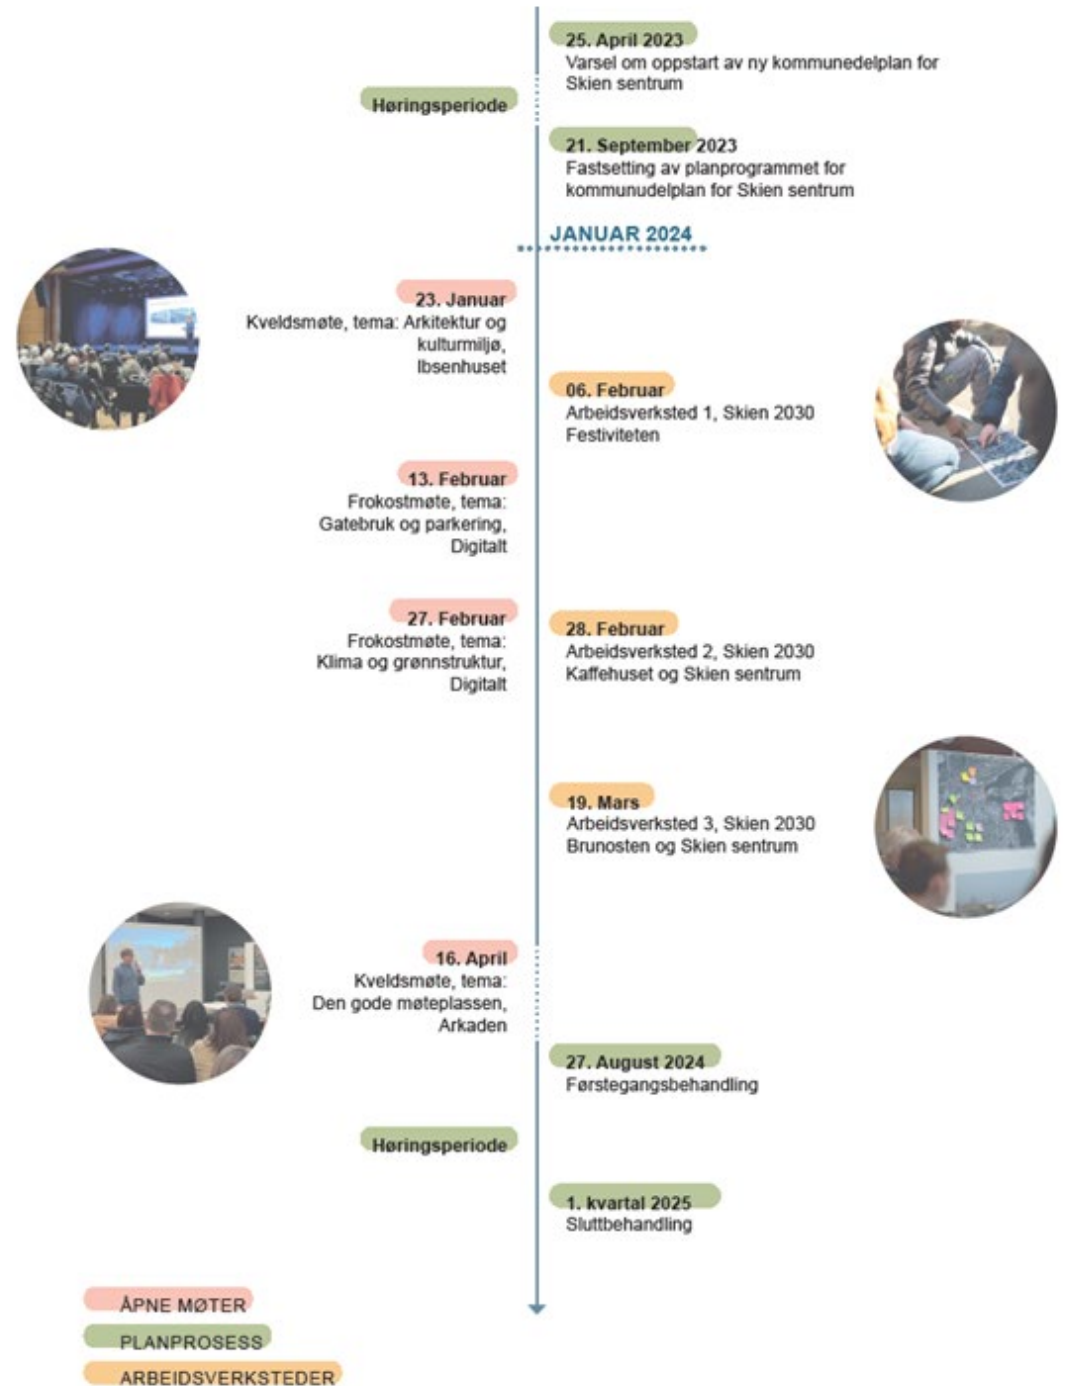 25. April 2023
Varsel om oppstart av ny kommunedelplan for
Skien sentrum
Høringsperiode
21. September 2023
Fastsetting av planprogrammet for
kommunudelplan for Skien sentrum
JANUAR 2024
23. Januar
Kveldsmøte, tema: Arkitektur og
kulturmiljø,
Ibsenhuset
06. Februar
Arbeidsverksted 1, Skien 2030
Festiviteten
13. Februar
Frokostmøte, tema:
Gatebruk og parkering,
Digitalt
27. Februar
Frokostmøte, tema:
Klima og grønnstruktur,
Digitalt
28. Februar
Arbeidsverksted 2, Skien 2030
Kaffehuset og Skien sentrum
19. Mars
Arbeidsverksted 3, Skien 2030
Brunosten og Skien sentrum
16. April
Kveldsmøte, tema:
Den gode møteplassen,
Arkaden
27. August 2024
Førstegangsbehandling
Høringsperiode
1. kvartal 2025
Sluttbehandling
ÅPNE MØTER
PLANPROSESS
ARBEIDSVERKSTEDER